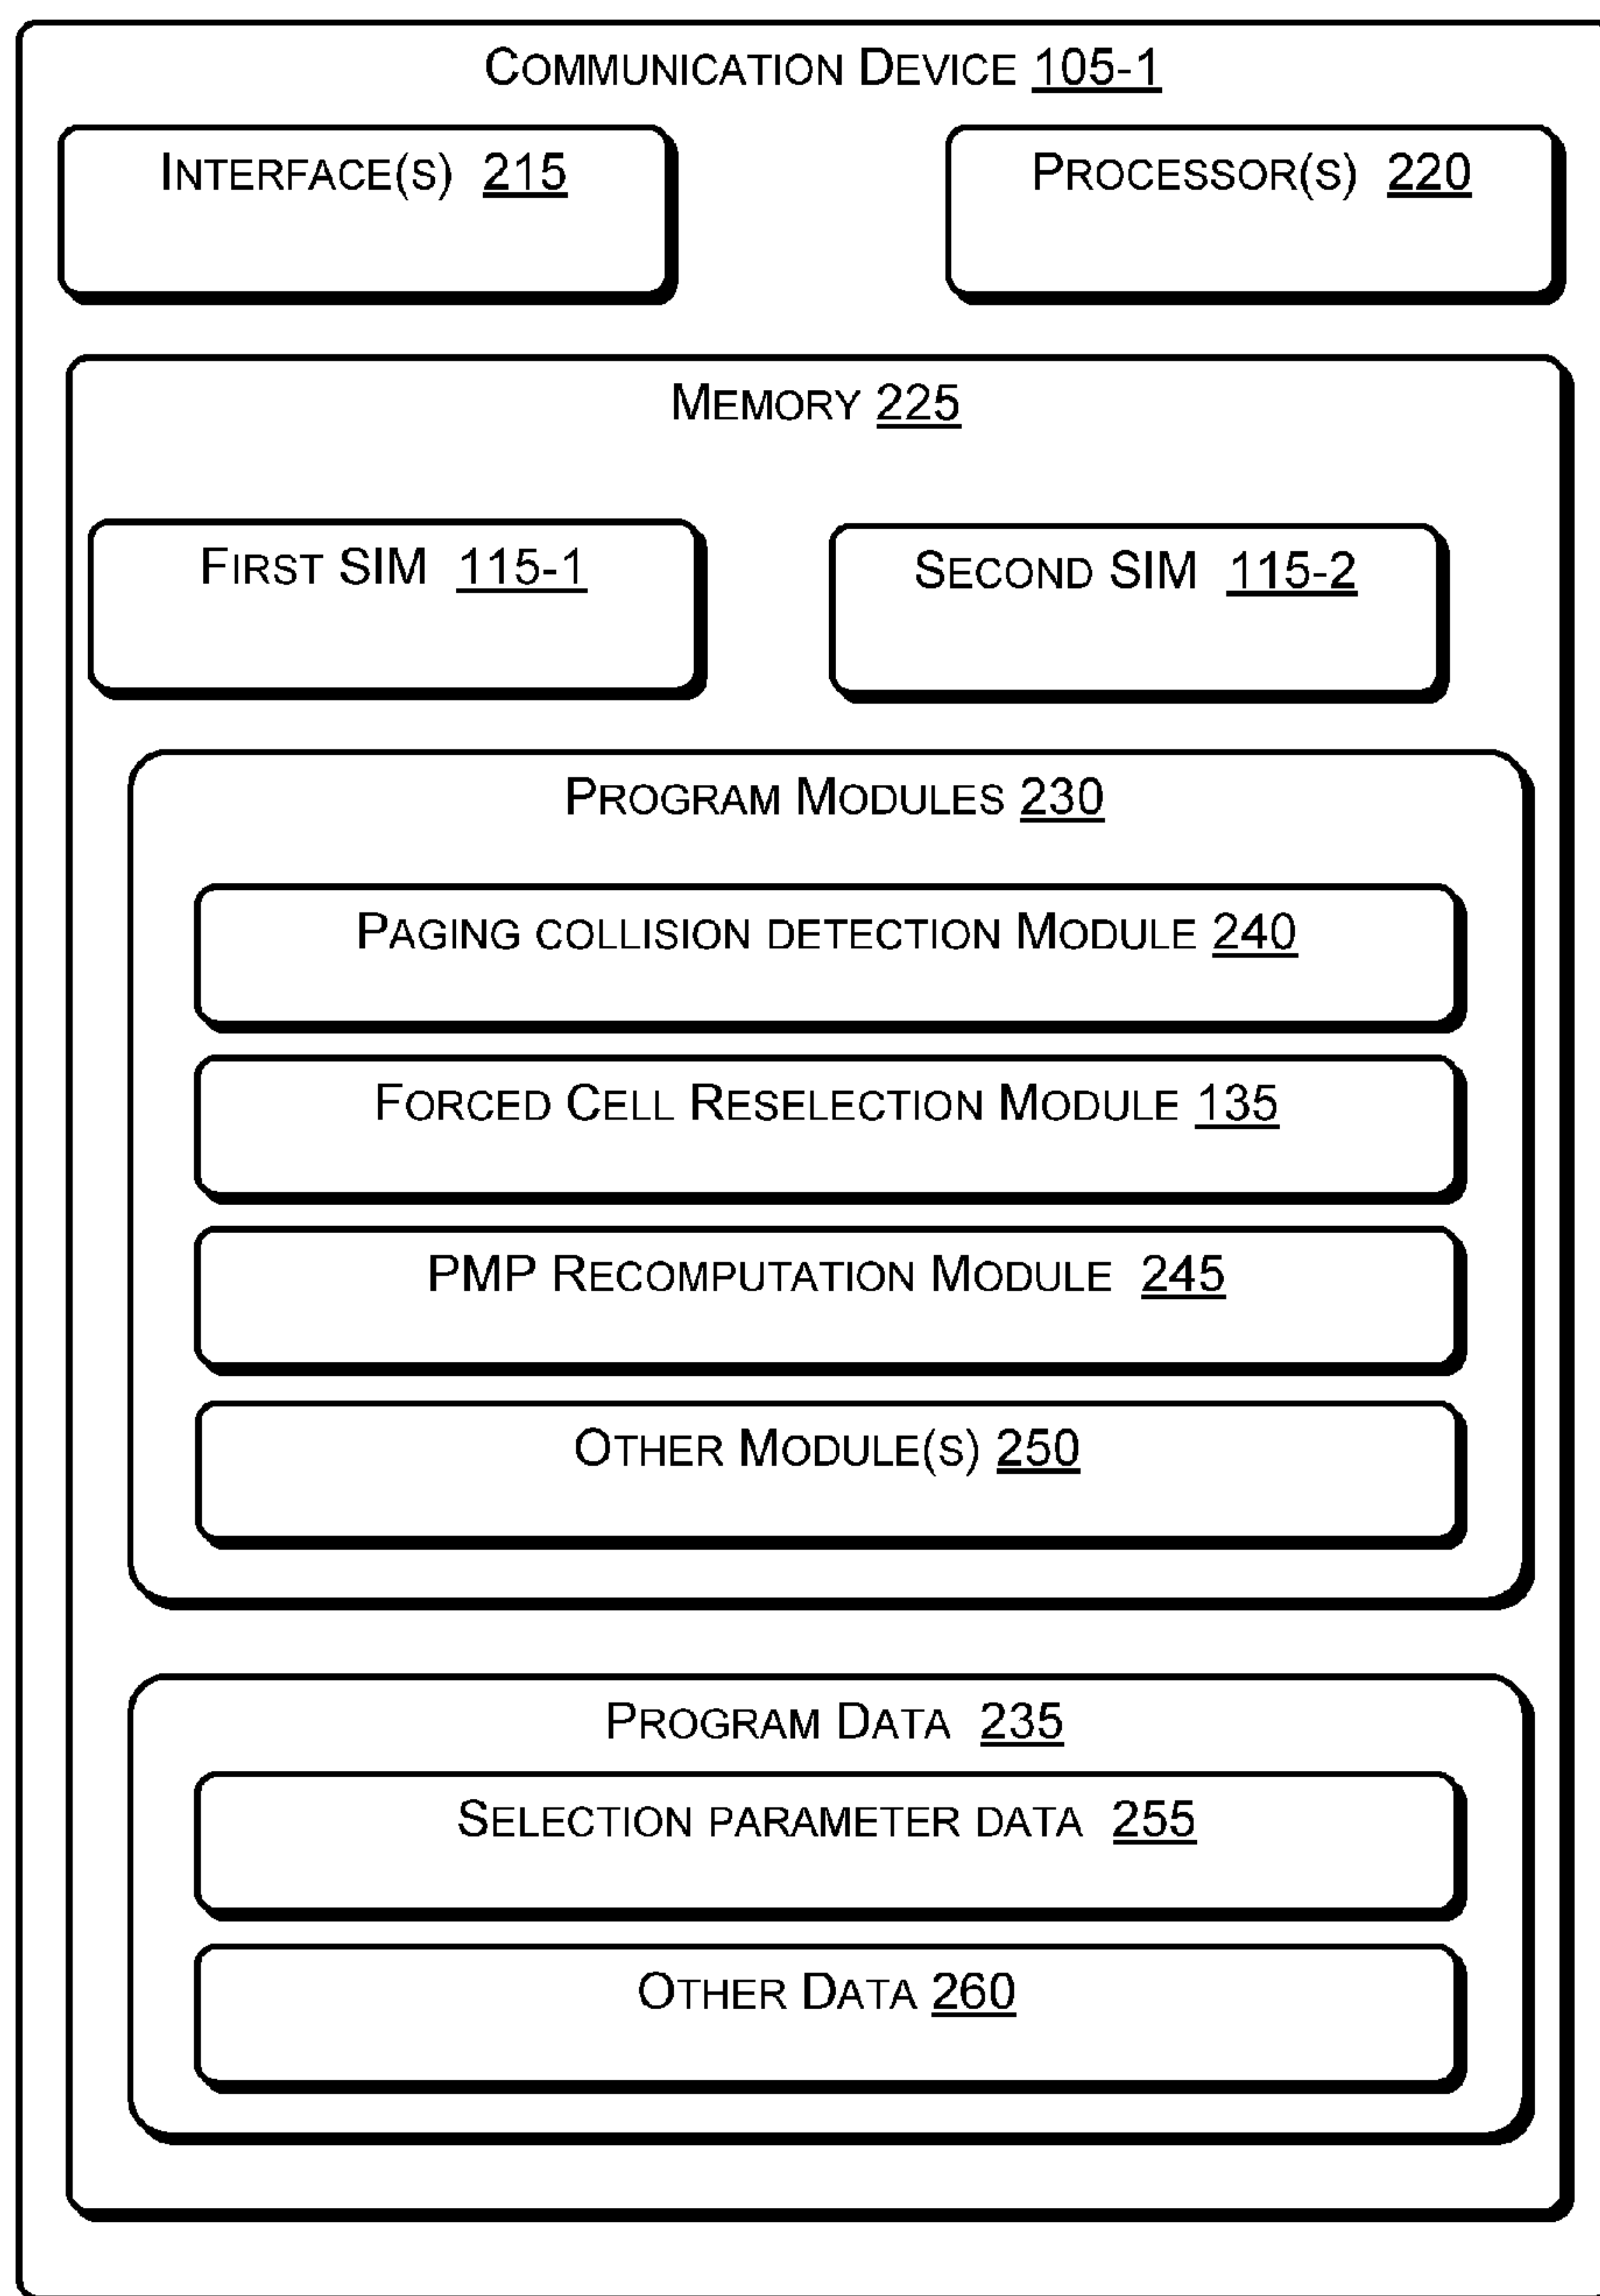 COMMUNICATION DEVICE 105-1
INTERFACE(S) 215
PROCESSOR(S) 220
MEMORY 225
FIRST SIM 115-1
SECOND SIM 115-2
PROGRAM MODULES 230
PAGING COLLISION DETECTION MODULE 240
FORCED CELL RESELECTION MODULE 135
PMP RECOMPUTATION MODULE 245
OTHER MODULE(S) 250
PROGRAM DATA 235
SELECTION PARAMETER DATA 255
OTHER DATA 260